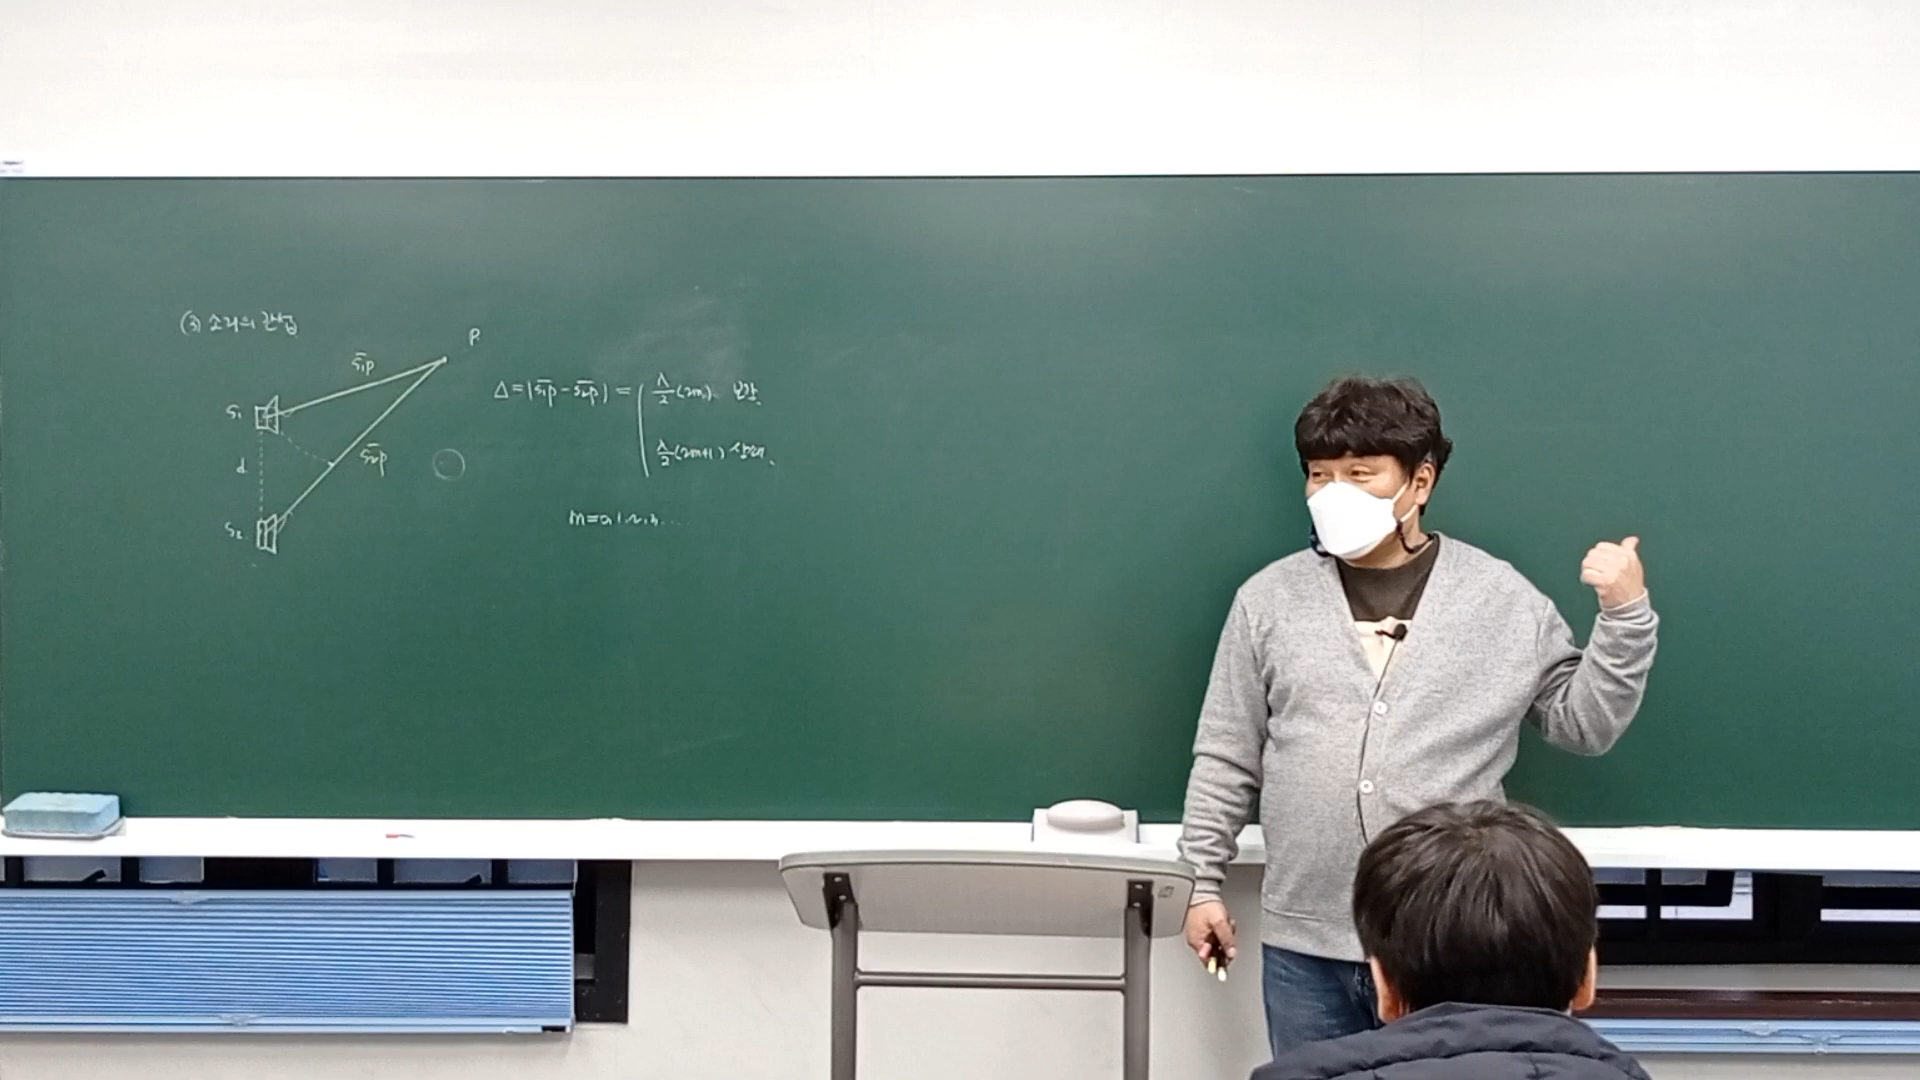 (3) 소리의 간섭
P.
S₁P
S₁
d
S₂P
S₂
Δ = |S₁P - S₂P| = λ/2 (2m) 보강.
λ/2 (2m+1) 상쇄.
m = 0, 1, 2, 3, ...